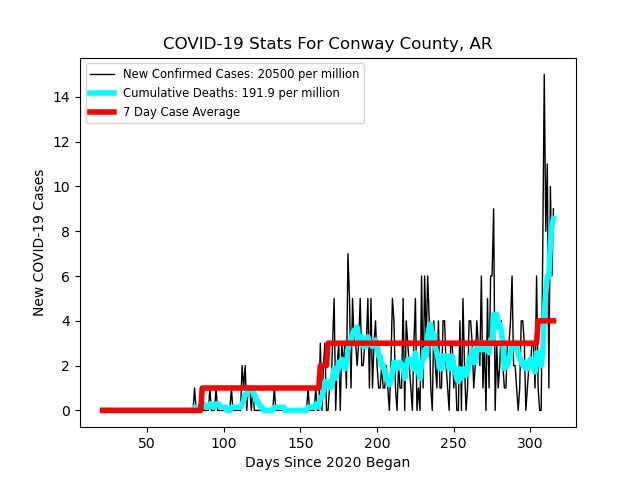 COVID-19 Stats For Conway County, AR
New Confirmed Cases: 20500 per million
Cumulative Deaths: 191.9 per million
7 Day Case Average
New COVID-19 Cases
14
12
10
8
6
4
2
0
50 100 150 200 250 300
Days Since 2020 Began